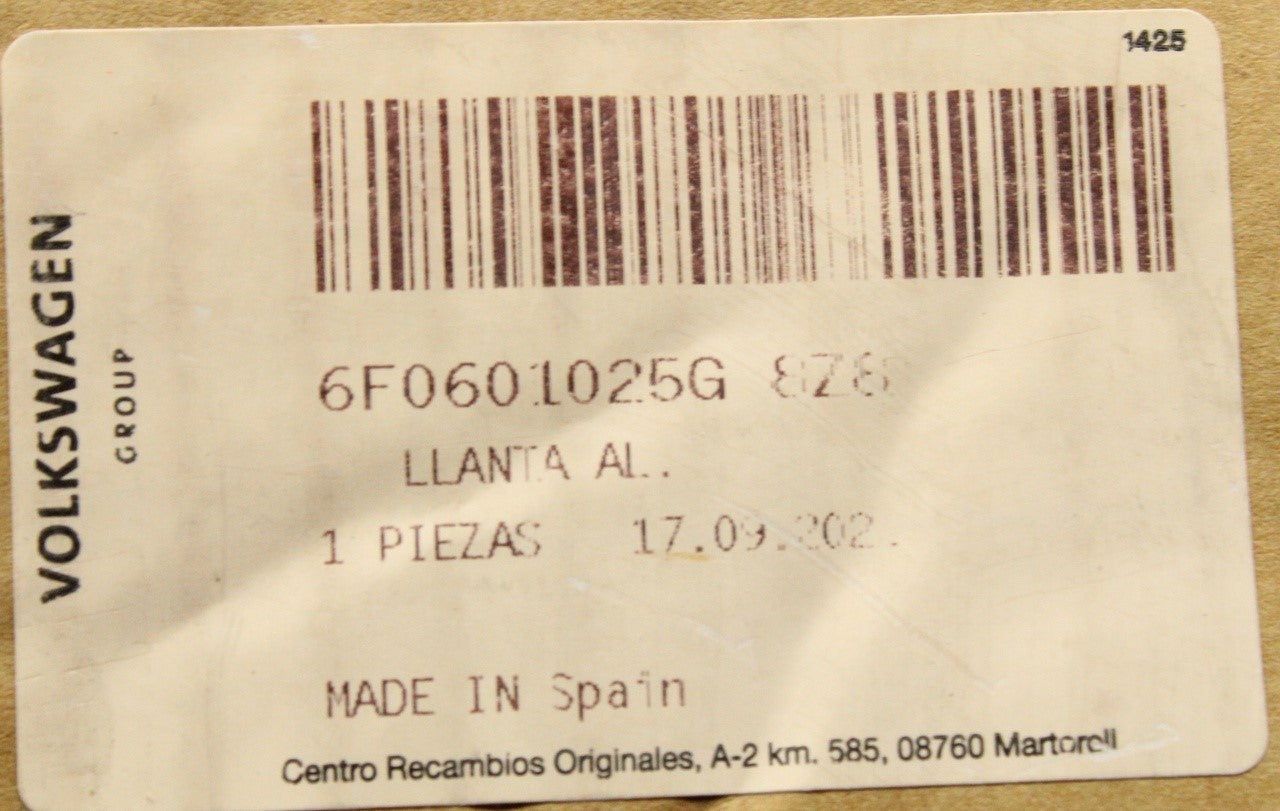 1425
VOLKSWAGEN
GROUP
6F0601025G 8Z8
LLANTA AL.
1 PIEZAS 17.09.202
MADE IN Spain
Centro Recambios Originales, A-2 km. 585, 08760 Martorell